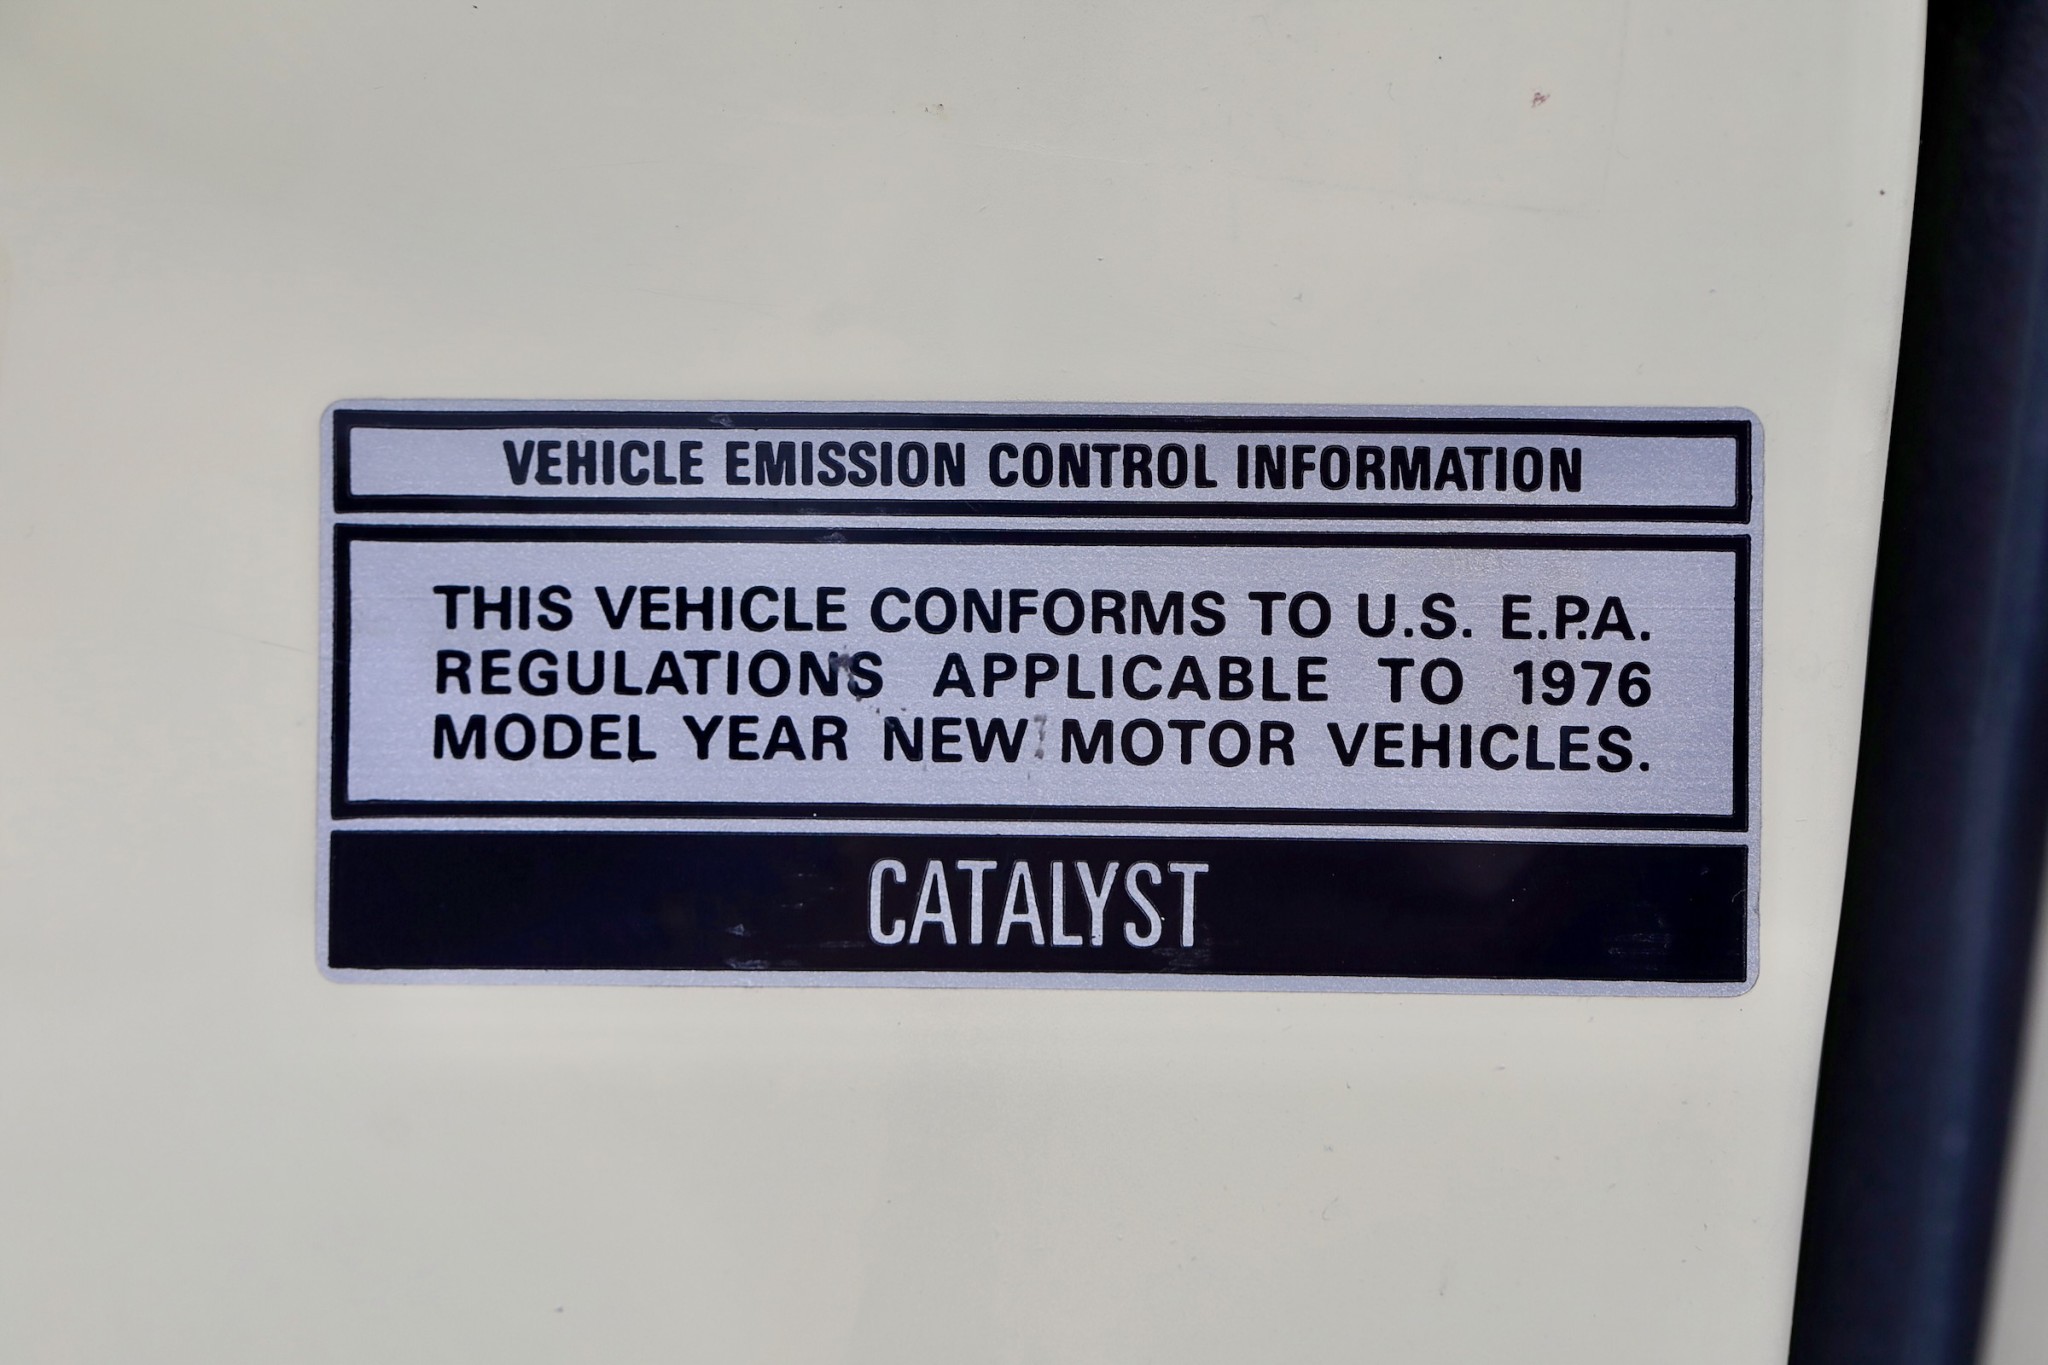 VEHICLE EMISSION CONTROL INFORMATION
THIS VEHICLE CONFORMS TO U.S. E.P.A.
REGULATIONS APPLICABLE TO 1976
MODEL YEAR NEW MOTOR VEHICLES.
CATALYST